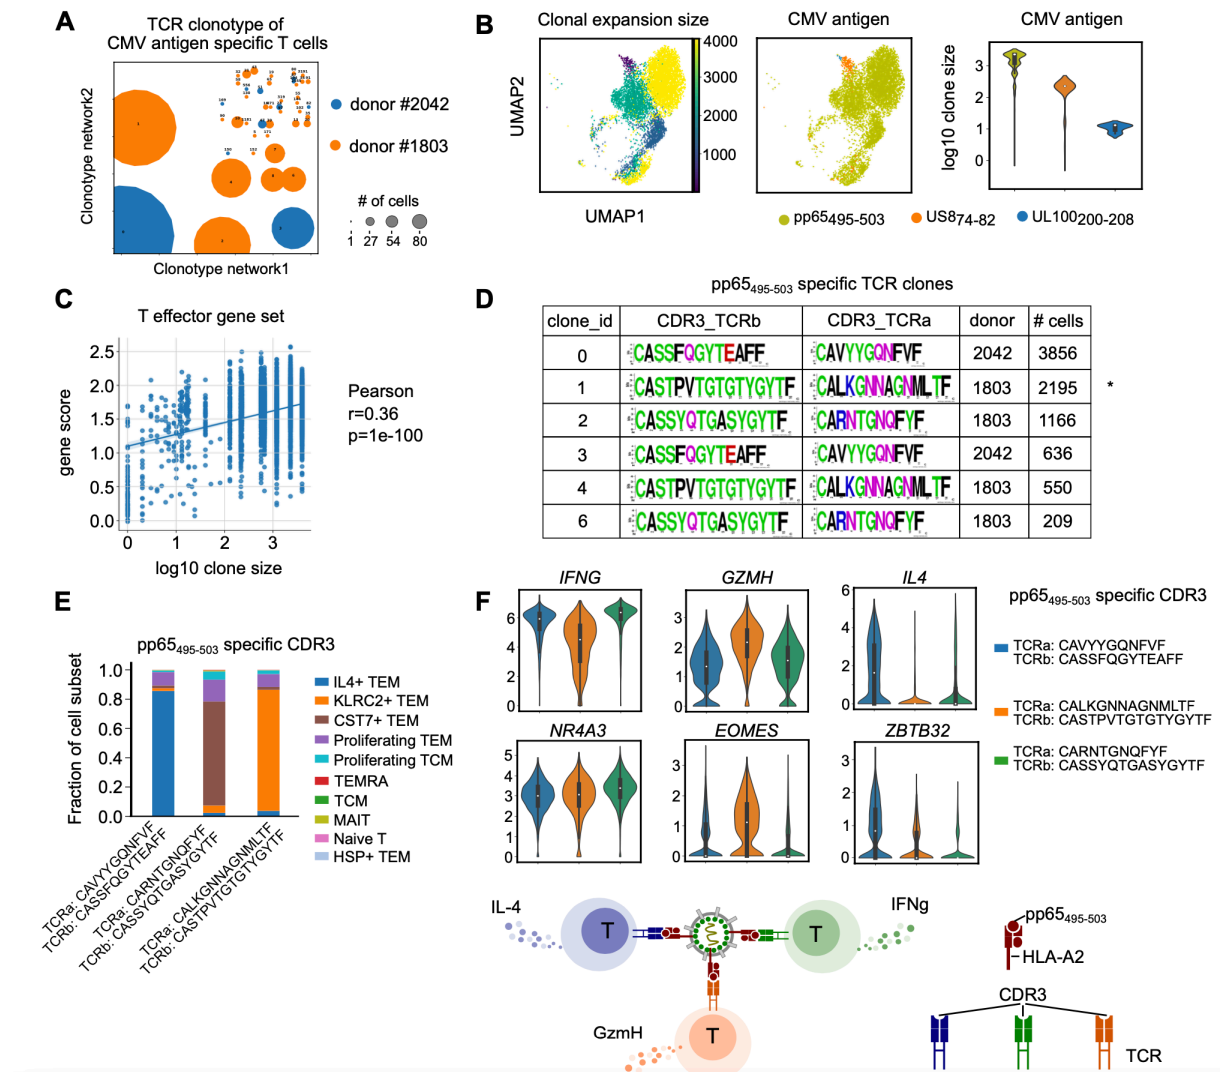 A
TCR clonotype of
CMV antigen specific T cells
Clonotype network2
Clonotype network1
donor #2042
donor #1803
# of cells
1 27 54 80
B
Clonal expansion size
CMV antigen
CMV antigen
UMAP2
UMAP1
4000
3000
2000
1000
log10 clone size
3
2
1
0
pp65495-503
US874-82
UL100200-208
C
T effector gene set
gene score
2.5
2.0
1.5
1.0
0.5
0.0
0 1 2 3
log10 clone size
Pearson
r=0.36
p=1e-100
D
pp65495-503 specific TCR clones
clone_id CDR3_TCRb CDR3_TCRa donor # cells
0 CASSFQGYTEAFF CAVYYGQNFVF 2042 3856
1 CASTPVTGTGTYGYTF CALKGNNAGNMLTF 1803 2195 *
2 CASSYQTGASYGYTF CARNTGNQFYF 1803 1166
3 CASSFQGYTEAFF CAVYYGQNFVF 2042 636
4 CASTPVTGTGTYGYTF CALKGNNAGNMLTF 1803 550
6 CASSYQTGASYGYTF CARNTGNQFYF 1803 209
E
pp65495-503 specific CDR3
Fraction of cell subset
1.0
0.8
0.6
0.4
0.2
0.0
TCRa: CAVYYGQNFVF
TCRb: CASSFQGYTEAFF
TCRa: CARNTGNQFYF
TCRb: CASSYQTGASYGYTF
TCRa: CALKGNNAGNMLTF
TCRb: CASTPVTGTGTYGYTF
IL4+ TEM
KLRC2+ TEM
CST7+ TEM
Proliferating TEM
Proliferating TCM
TEMRA
TCM
MAIT
Naive T
HSP+ TEM
F
IFNG
6
4
2
0
GZMH
3
2
1
0
IL4
6
4
2
0
NR4A3
5
4
3
2
1
0
EOMES
3
2
1
0
ZBTB32
3
2
1
0
pp65495-503 specific CDR3
TCRa: CAVYYGQNFVF
TCRb: CASSFQGYTEAFF
TCRa: CALKGNNAGNMLTF
TCRb: CASTPVTGTGTYGYTF
TCRa: CARNTGNQFYF
TCRb: CASSYQTGASYGYTF
IL-4
T
T
IFNg
GzmH
T
pp65495-503
HLA-A2
CDR3
TCR